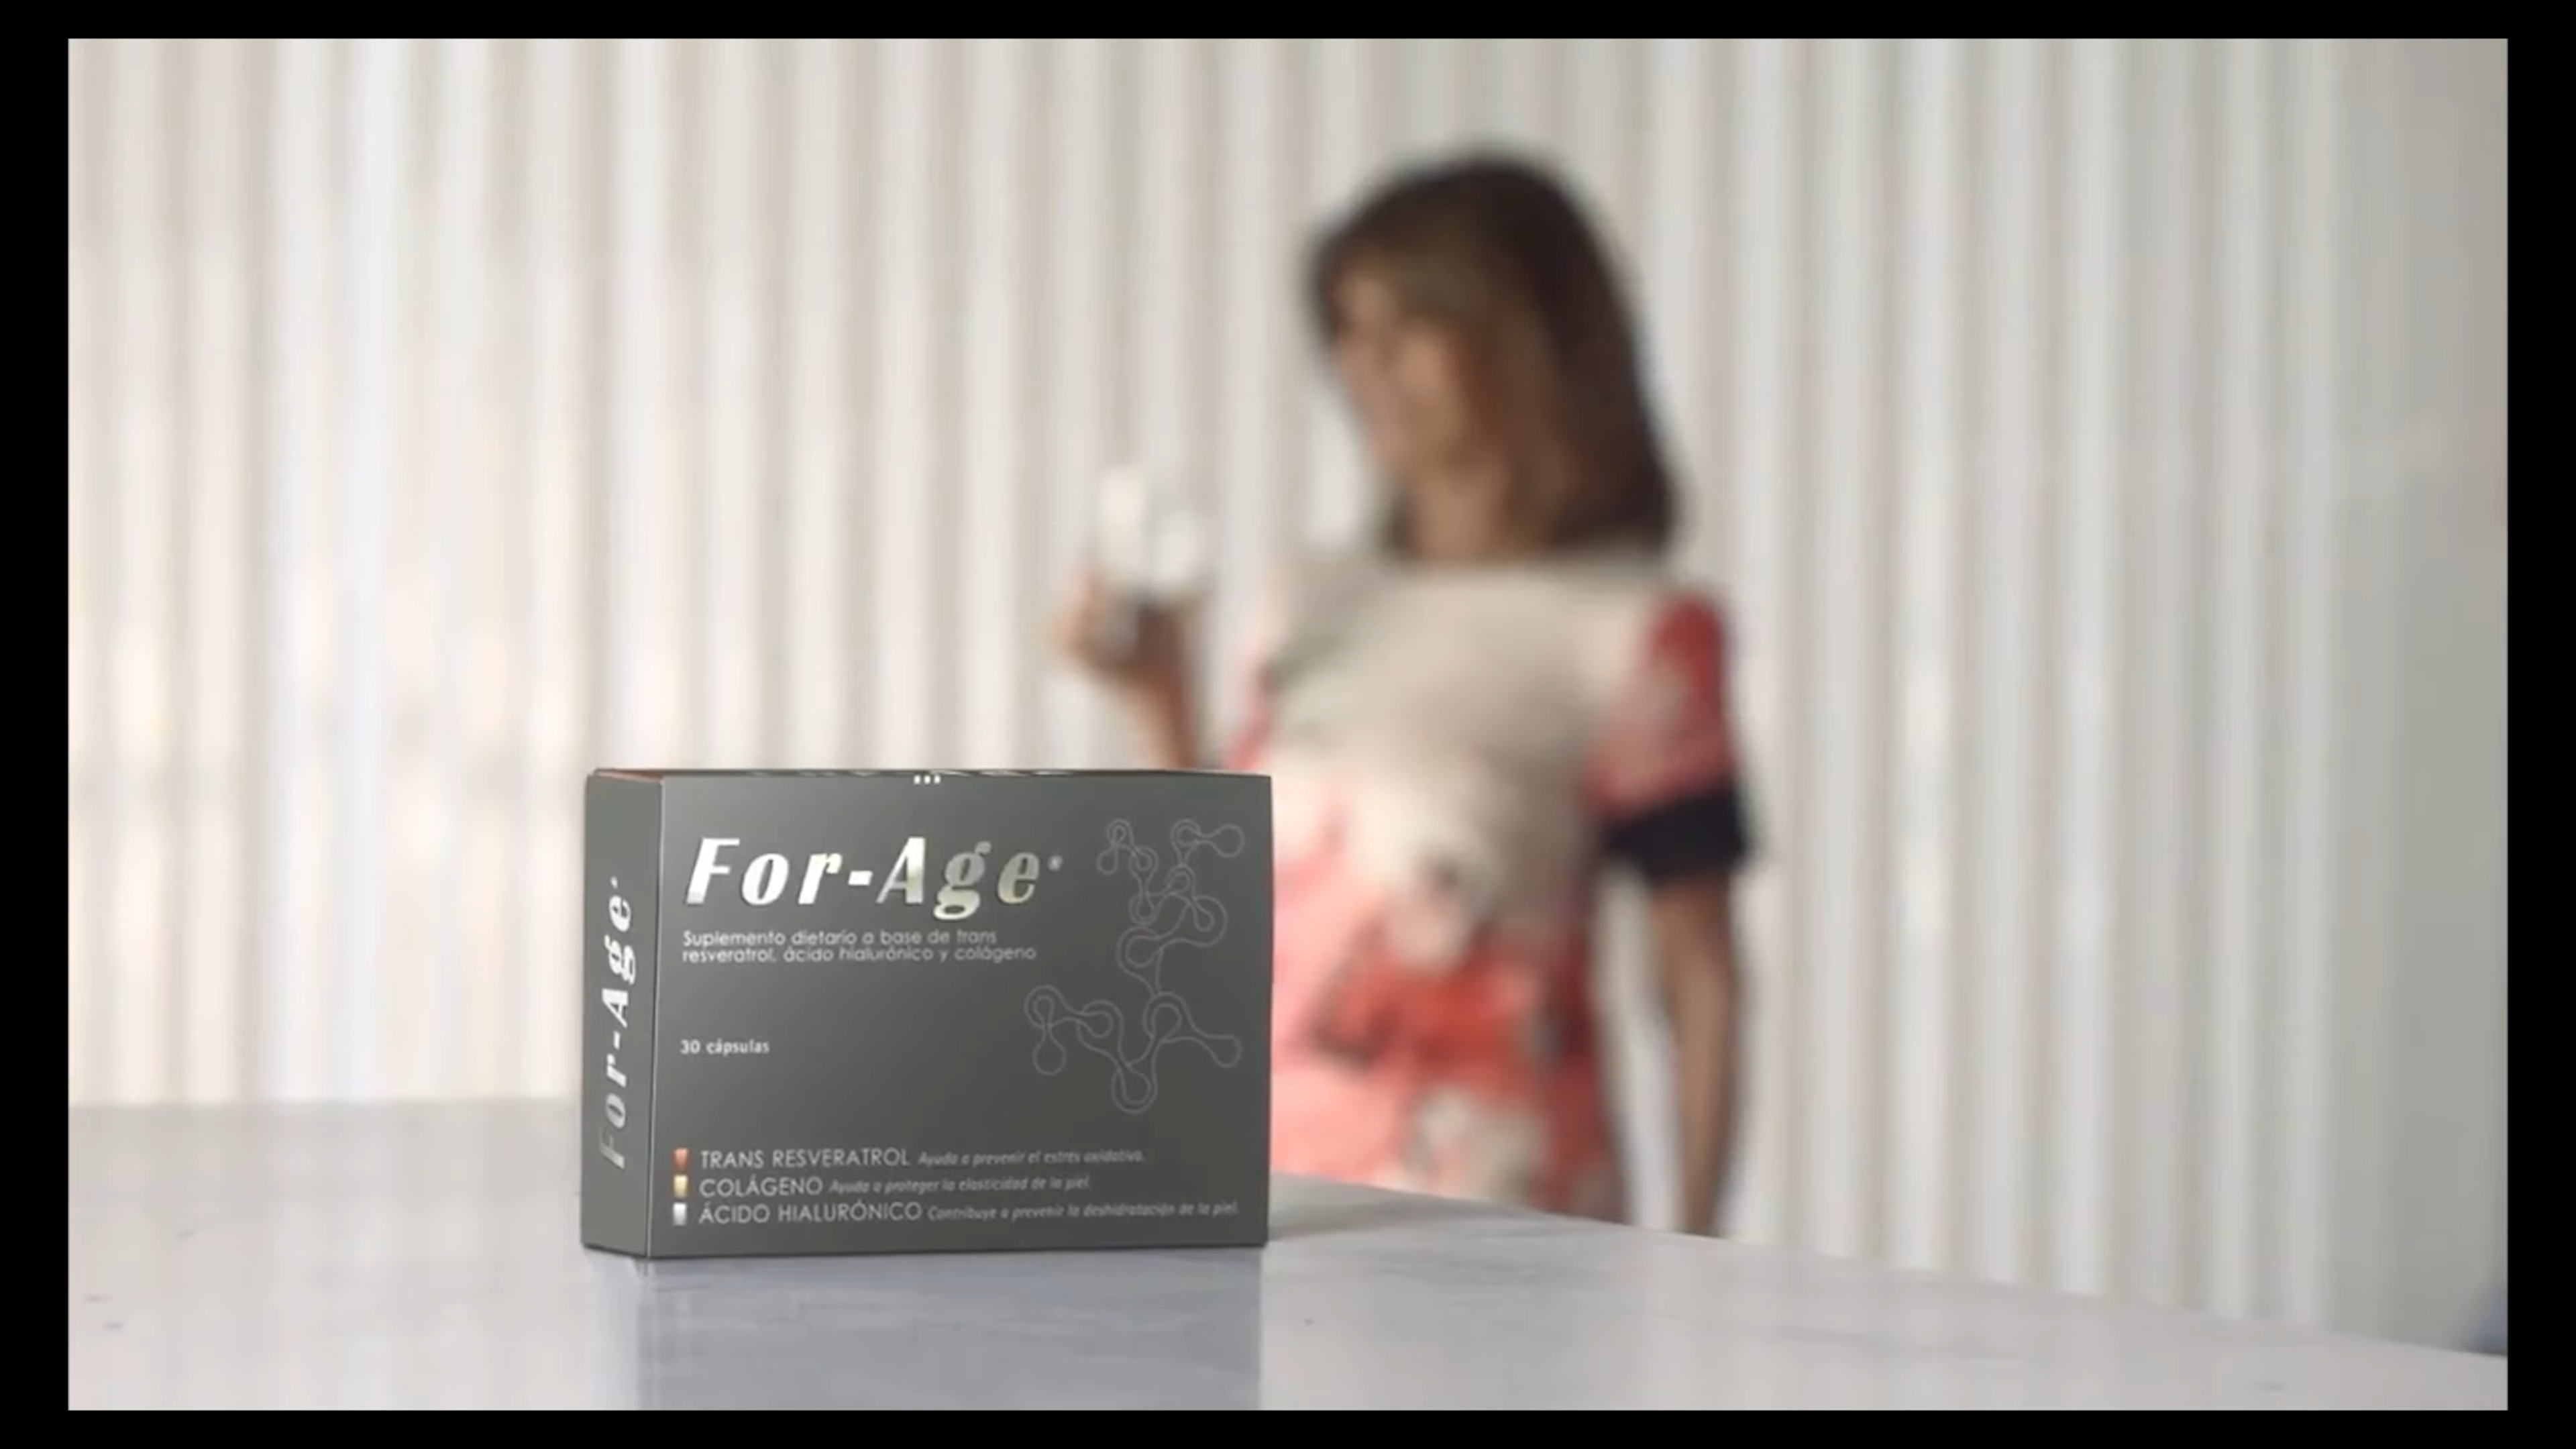 For-Age®
For-Age®
Suplemento dietario a base de trans
resveratrol, ácido hialurónico y colágeno
30 cápsulas
TRANS RESVERATROL Ayuda a prevenir el estrés oxidativo.
COLÁGENO Ayuda a proteger la elasticidad de la piel.
ÁCIDO HIALURÓNICO Contribuye a prevenir la deshidratación de la piel.